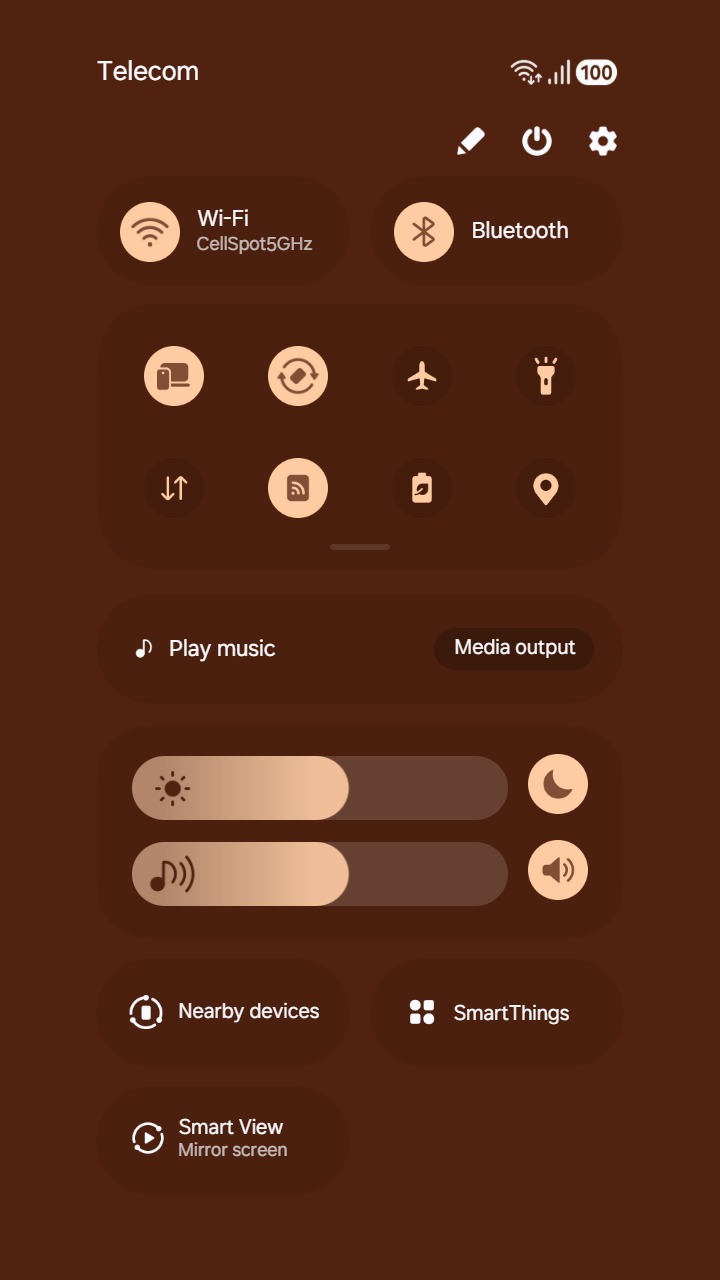 Telecom
100
Wi-Fi
CellSpot5GHz
Bluetooth
Play music
Media output
Nearby devices
SmartThings
Smart View
Mirror screen